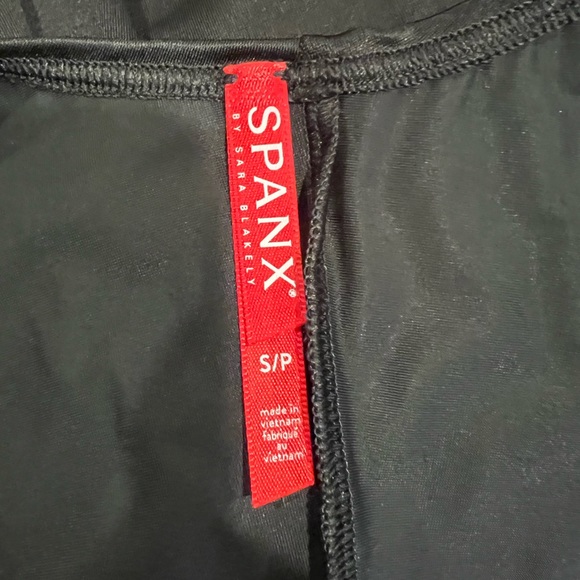 SPANX®
BY SARA BLAKELY
S/P
made in
vietnam
fabriqué
au
vietnam